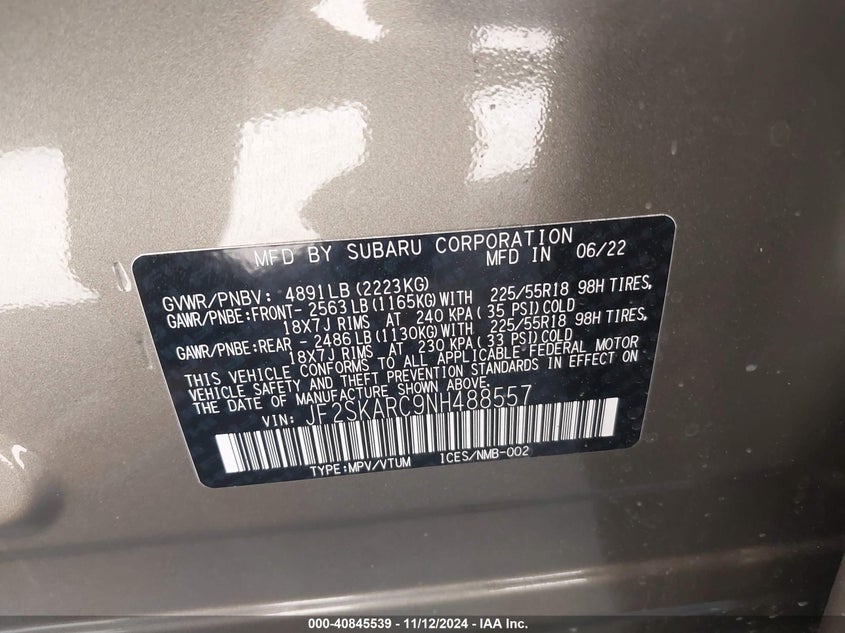 MFD BY SUBARU CORPORATION
MFD IN 06/22
GVWR/PNBV: 4891LB(2223KG)
GAWR/PNBE:FRONT- 2563LB(1165KG)WITH 225/55R18 98H TIRES,
18X7J RIMS AT 240 KPA( 35 PSI)COLD
GAWR/PNBE:REAR - 2486LB(1130KG)WITH 225/55R18 98H TIRES,
18X7J RIMS AT 230 KPA( 33 PSI)COLD
THIS VEHICLE CONFORMS TO ALL APPLICABLE FEDERAL MOTOR
VEHICLE SAFETY AND THEFT PREVENTION STANDARDS IN EFFECT ON
THE DATE OF MANUFACTURE SHOWN ABOVE.
VIN: JF2SKARC9NH488557
TYPE:MPV/VTUM ICES/NMB-002
000-40845539 - 11/12/2024 - IAA Inc.